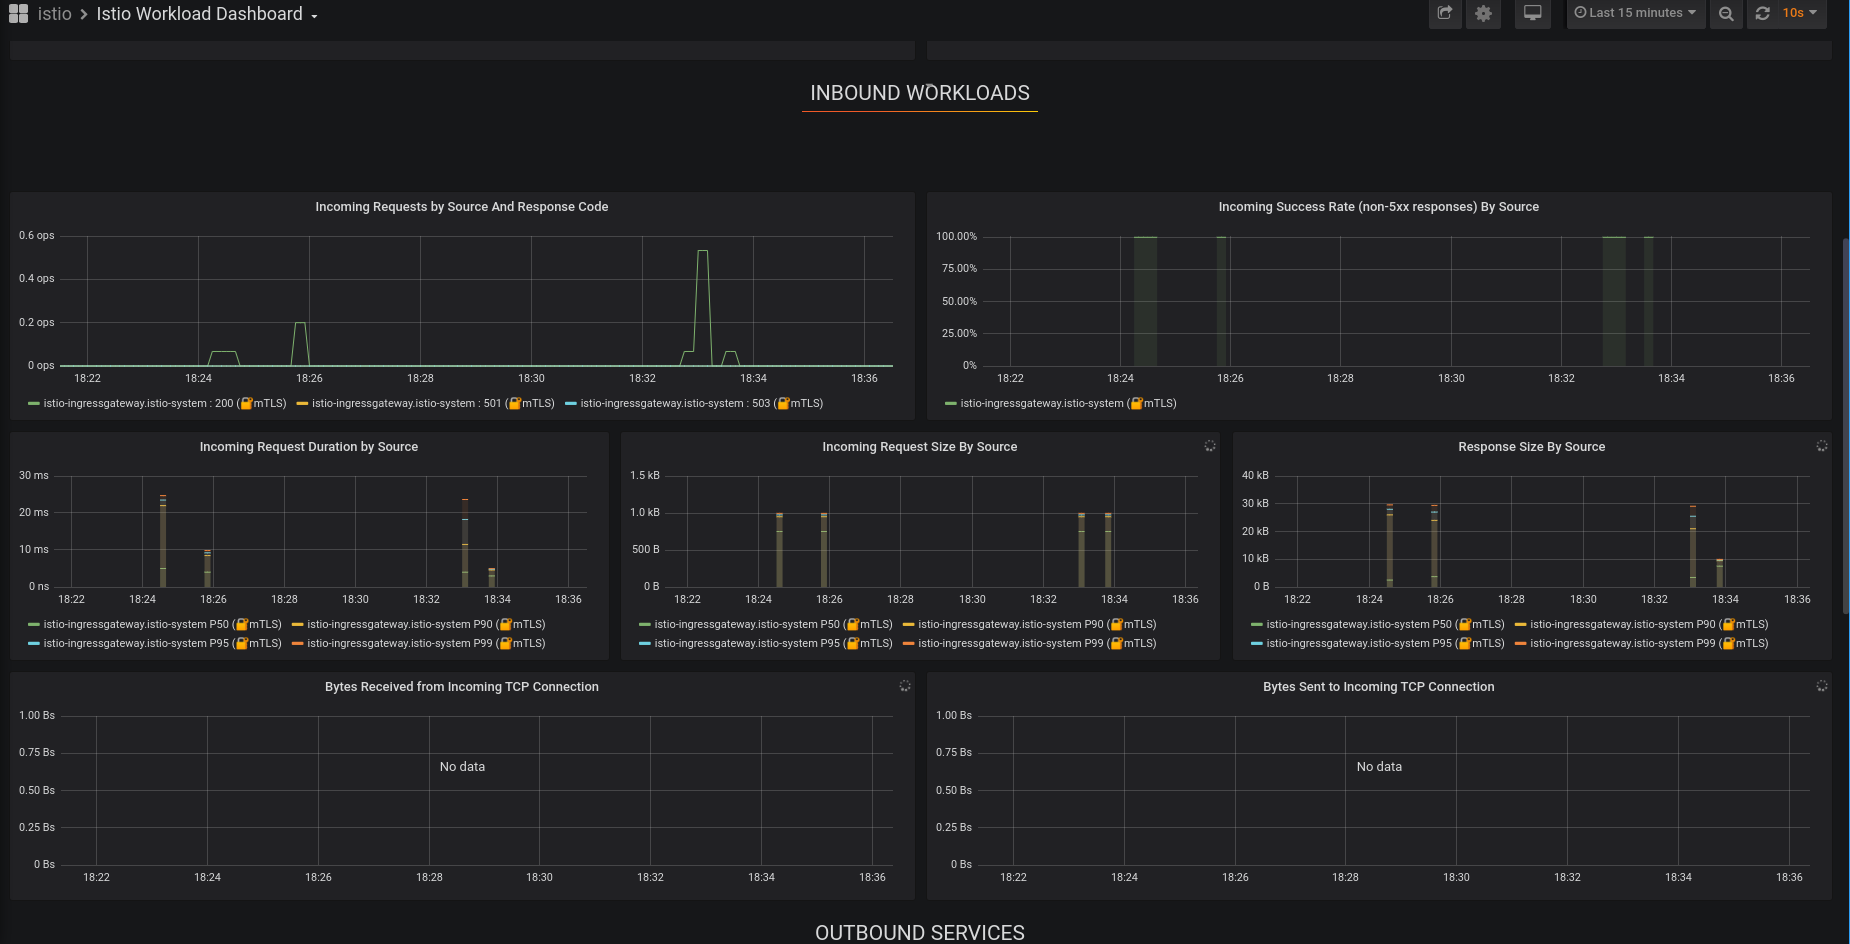 istio > Istio Workload Dashboard
Last 15 minutes
10s
INBOUND WORKLOADS
Incoming Requests by Source And Response Code
0.6 ops
0.4 ops
0.2 ops
0 ops
18:22 18:24 18:26 18:28 18:30 18:32 18:34 18:36
istio-ingressgateway.istio-system : 200 (🔐mTLS) istio-ingressgateway.istio-system : 501 (🔐mTLS) istio-ingressgateway.istio-system : 503 (🔐mTLS)
Incoming Success Rate (non-5xx responses) By Source
100.00%
75.00%
50.00%
25.00%
0%
18:22 18:24 18:26 18:28 18:30 18:32 18:34 18:36
istio-ingressgateway.istio-system (🔐mTLS)
Incoming Request Duration by Source
30 ms
20 ms
10 ms
0 ns
18:22 18:24 18:26 18:28 18:30 18:32 18:34 18:36
istio-ingressgateway.istio-system P50 (🔐mTLS) istio-ingressgateway.istio-system P90 (🔐mTLS)
istio-ingressgateway.istio-system P95 (🔐mTLS) istio-ingressgateway.istio-system P99 (🔐mTLS)
Incoming Request Size By Source
1.5 kB
1.0 kB
500 B
0 B
18:22 18:24 18:26 18:28 18:30 18:32 18:34 18:36
istio-ingressgateway.istio-system P50 (🔐mTLS) istio-ingressgateway.istio-system P90 (🔐mTLS)
istio-ingressgateway.istio-system P95 (🔐mTLS) istio-ingressgateway.istio-system P99 (🔐mTLS)
Response Size By Source
40 kB
30 kB
20 kB
10 kB
0 B
18:22 18:24 18:26 18:28 18:30 18:32 18:34 18:36
istio-ingressgateway.istio-system P50 (🔐mTLS) istio-ingressgateway.istio-system P90 (🔐mTLS)
istio-ingressgateway.istio-system P95 (🔐mTLS) istio-ingressgateway.istio-system P99 (🔐mTLS)
Bytes Received from Incoming TCP Connection
1.00 Bs
0.75 Bs
No data
0.50 Bs
0.25 Bs
0 Bs
18:22 18:24 18:26 18:28 18:30 18:32 18:34 18:36
Bytes Sent to Incoming TCP Connection
1.00 Bs
0.75 Bs
No data
0.50 Bs
0.25 Bs
0 Bs
18:22 18:24 18:26 18:28 18:30 18:32 18:34 18:36
OUTBOUND SERVICES